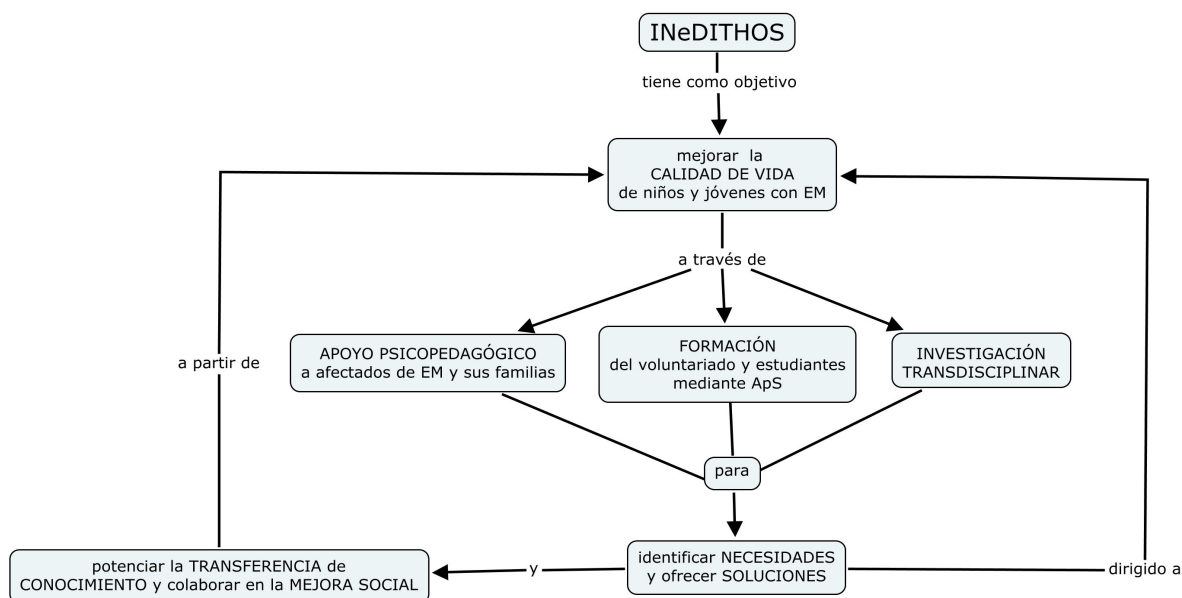 INeDITHOS
tiene como objetivo
mejorar la
CALIDAD DE VIDA
de niños y jóvenes con EM
a través de
a partir de
APOYO PSICOPEDAGÓGICO
a afectados de EM y sus familias
FORMACIÓN
del voluntariado y estudiantes
mediante ApS
INVESTIGACIÓN
TRANSDISCIPLINAR
para
identificar NECESIDADES
y ofrecer SOLUCIONES
y
potenciar la TRANSFERENCIA de
CONOCIMIENTO y colaborar en la MEJORA SOCIAL
dirigido a